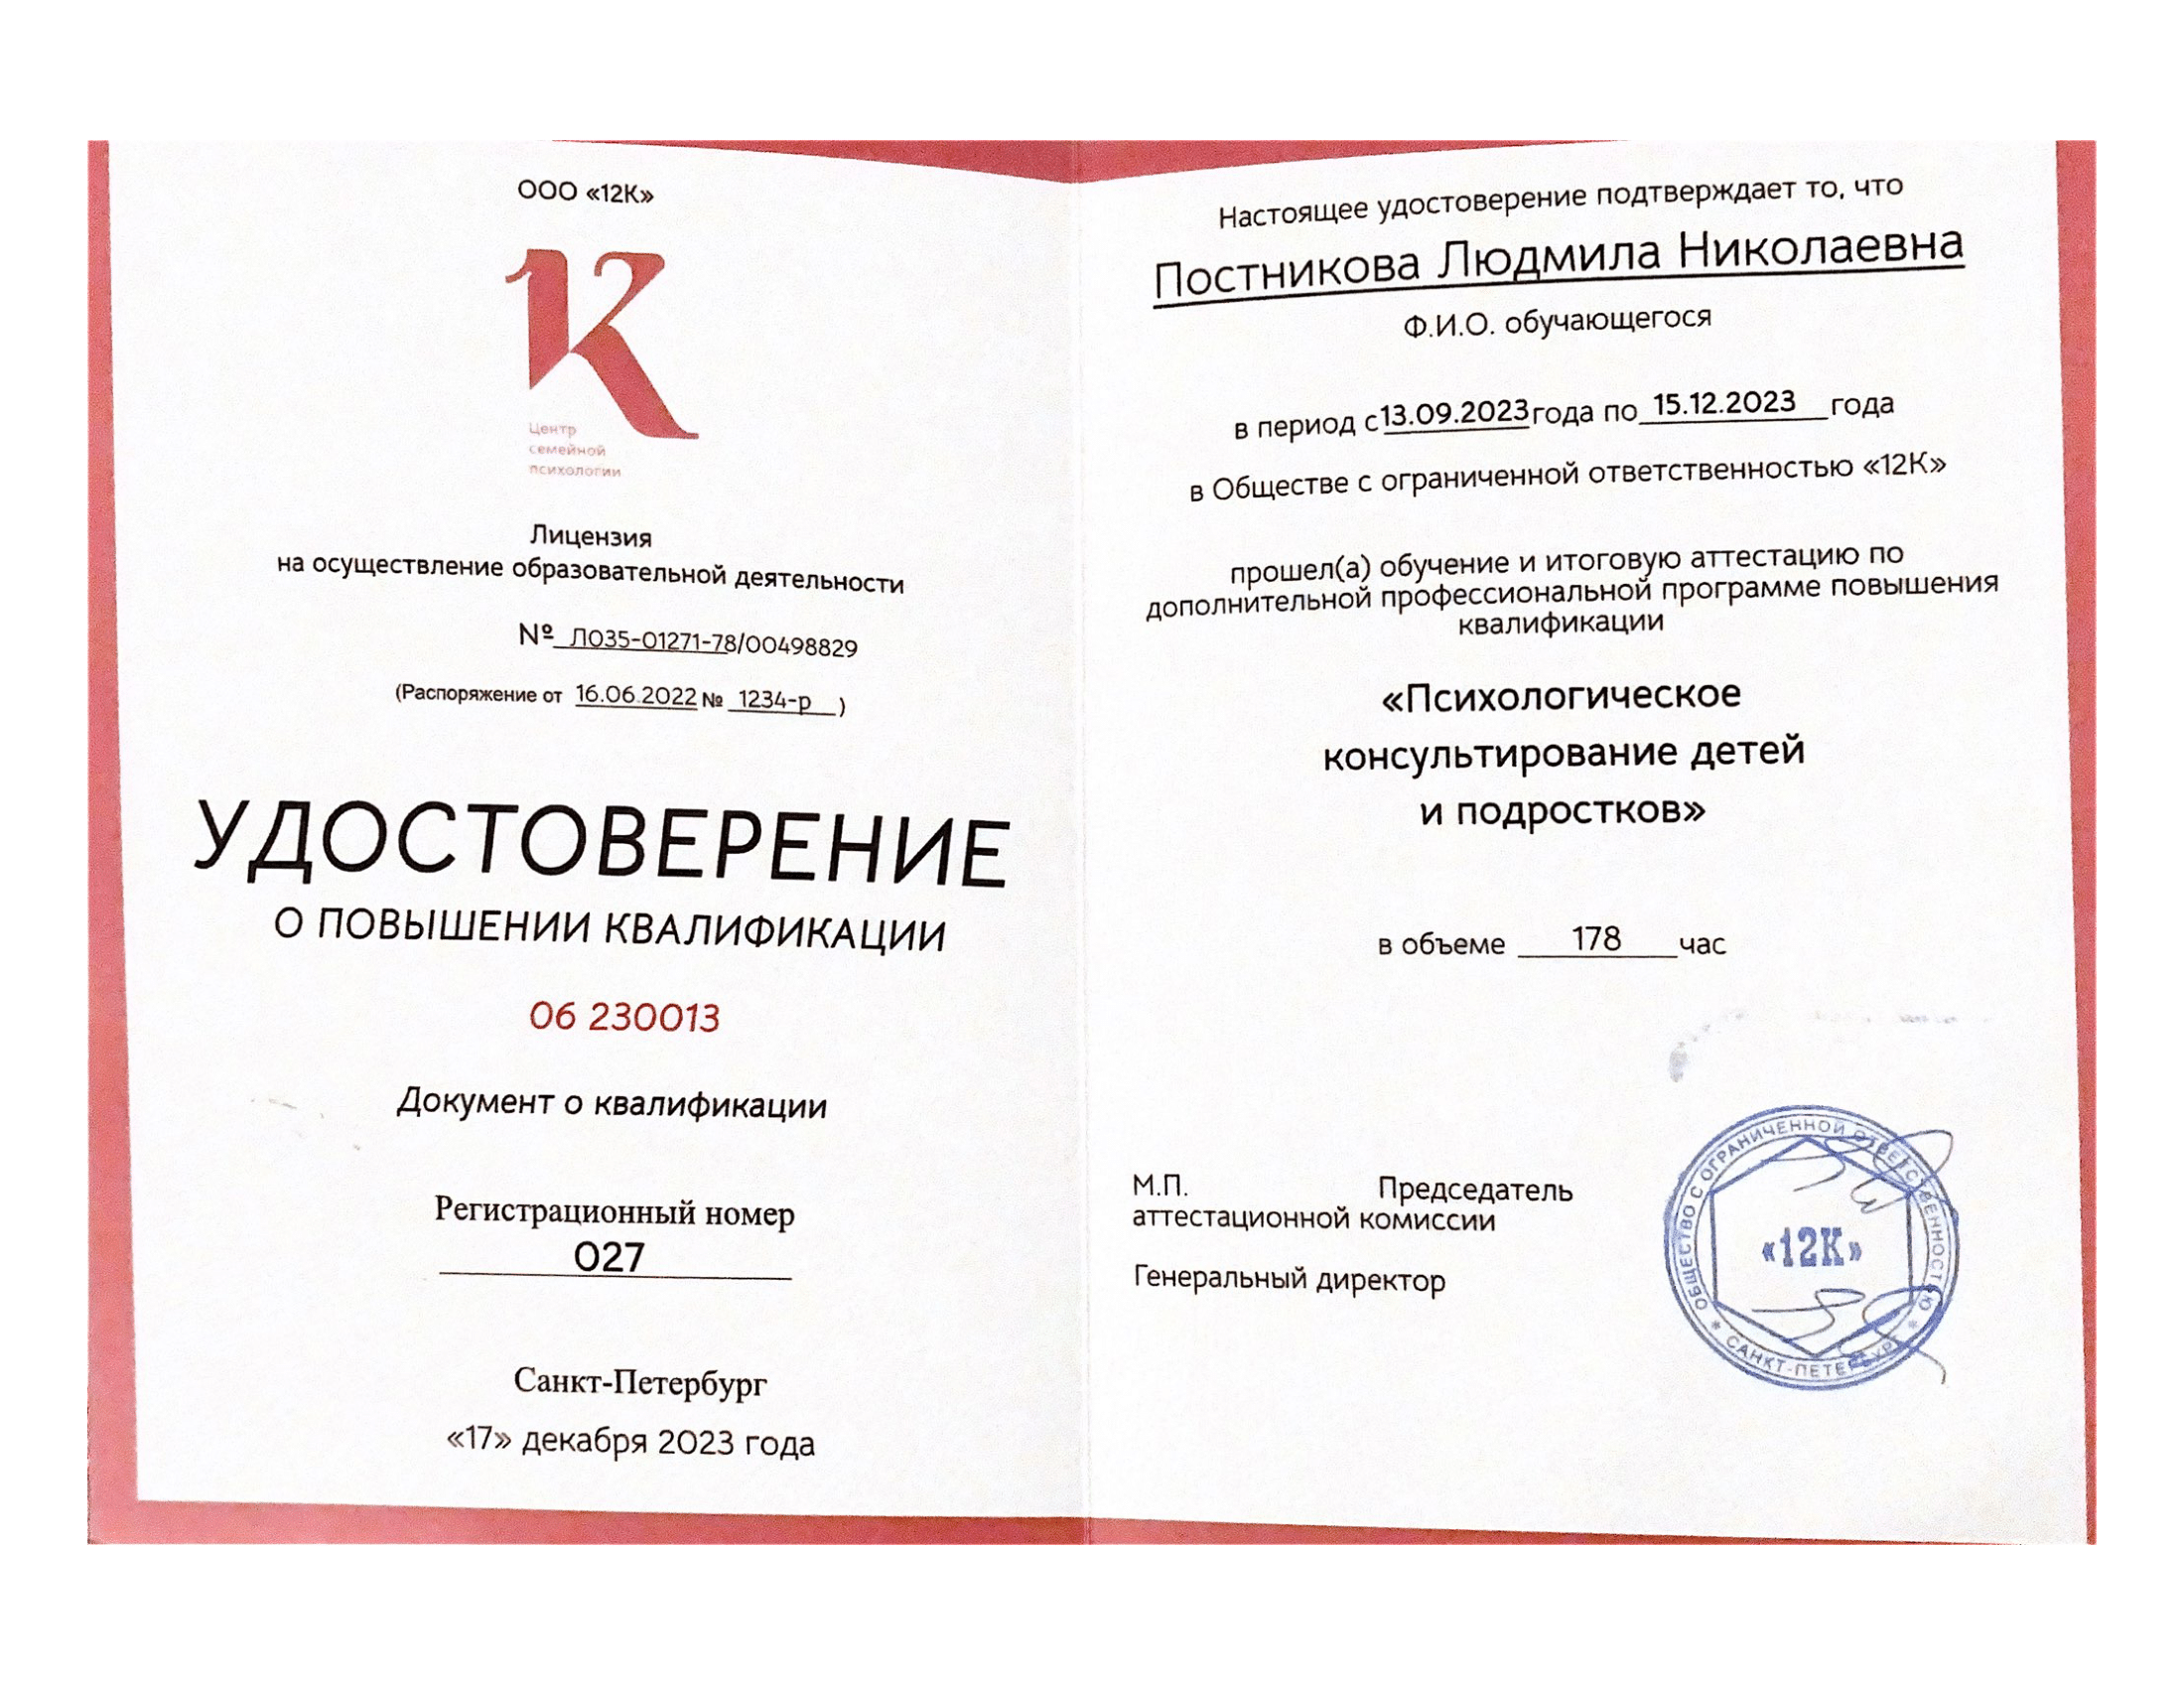 ООО «12К»
12К
Центр
семейной
психологии
Лицензия
на осуществление образовательной деятельности
№ Л035-01271-78/00498829
(Распоряжение от 16.06.2022 № 1234-р )
УДОСТОВЕРЕНИЕ
О ПОВЫШЕНИИ КВАЛИФИКАЦИИ
06 230013
Документ о квалификации
Регистрационный номер
027
Санкт-Петербург
«17» декабря 2023 года
Настоящее удостоверение подтверждает то, что
Постникова Людмила Николаевна
Ф.И.О. обучающегося
в период с 13.09.2023 года по 15.12.2023 года
в Обществе с ограниченной ответственностью «12К»
прошел(а) обучение и итоговую аттестацию по
дополнительной профессиональной программе повышения
квалификации
«Психологическое
консультирование детей
и подростков»
в объеме 178 час
М.П. Председатель
аттестационной комиссии
Генеральный директор
ОБЩЕСТВО С ОГРАНИЧЕННОЙ ОТВЕТСТВЕННОСТЬЮ
«12К»
* САНКТ-ПЕТЕРБУРГ *